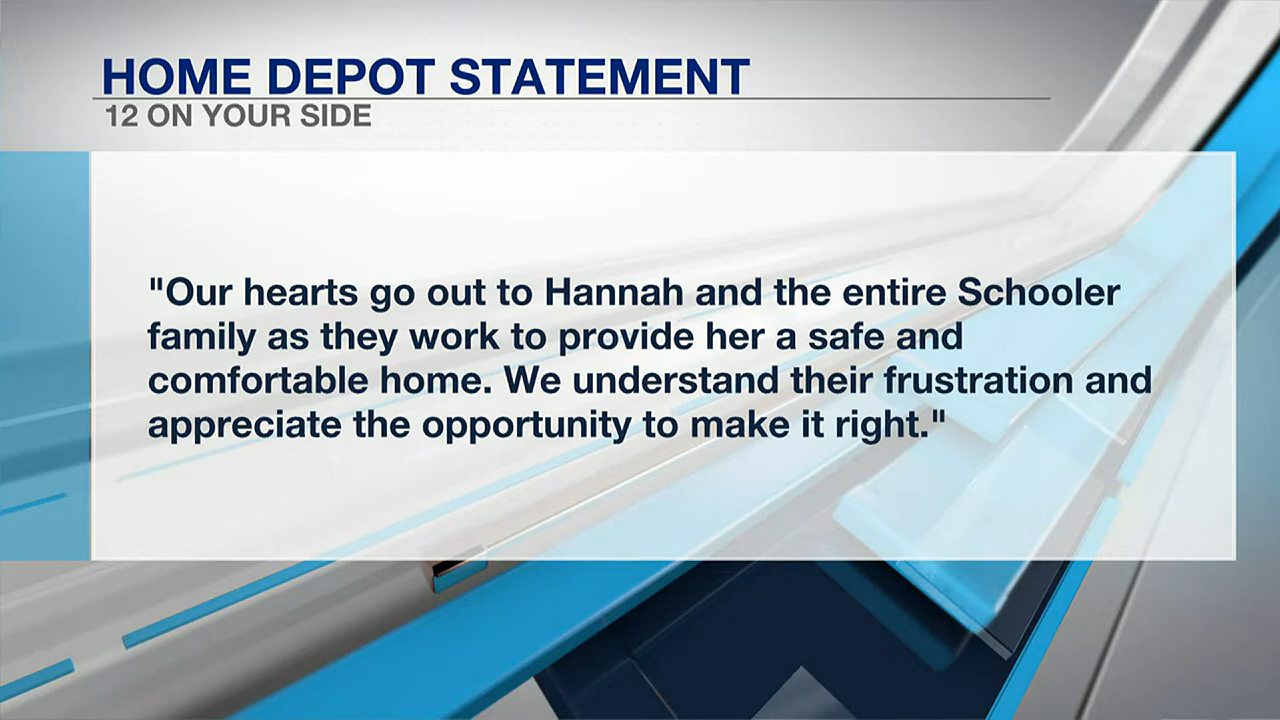 HOME DEPOT STATEMENT
12 ON YOUR SIDE
"Our hearts go out to Hannah and the entire Schooler
family as they work to provide her a safe and
comfortable home. We understand their frustration and
appreciate the opportunity to make it right."